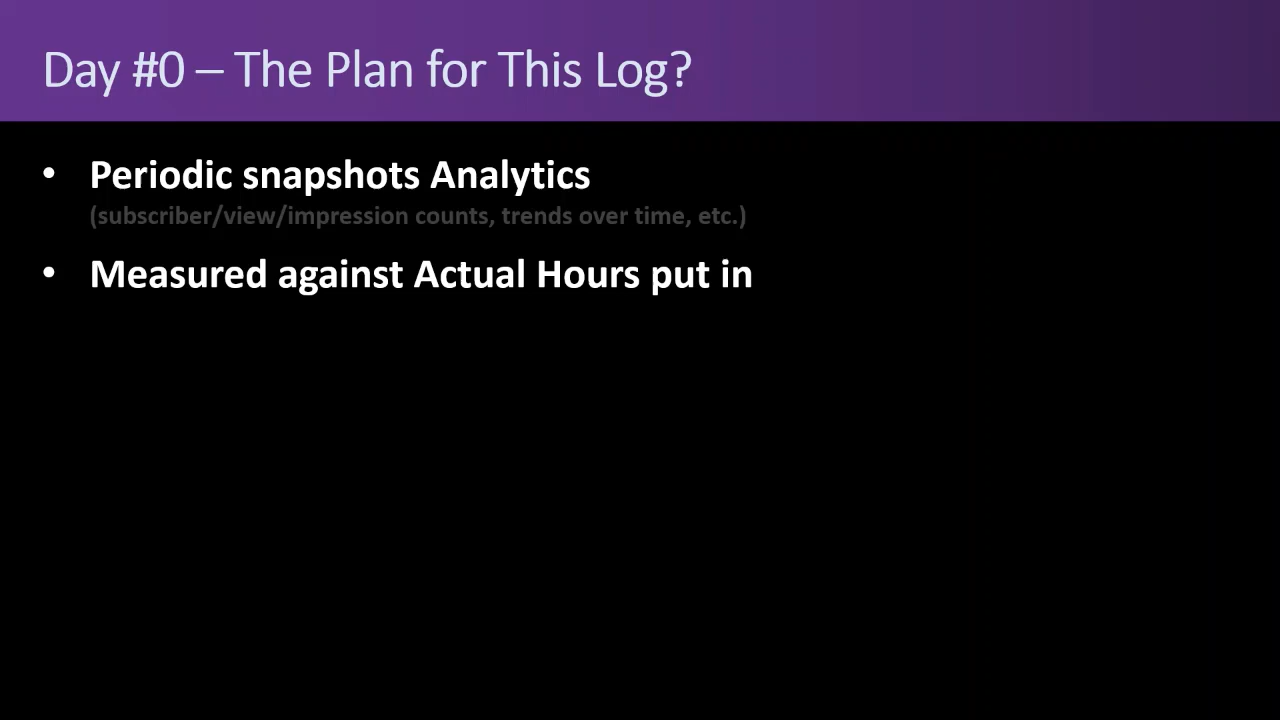 Day #0 – The Plan for This Log?
• Periodic snapshots Analytics
(subscriber/view/impression counts, trends over time, etc.)
• Measured against Actual Hours put in